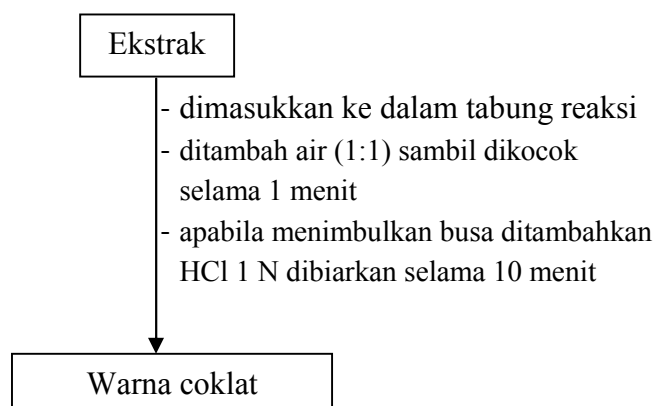 Ekstrak
- dimasukkan ke dalam tabung reaksi
- ditambah air (1:1) sambil dikocok
selama 1 menit
- apabila menimbulkan busa ditambahkan
HCl 1 N dibiarkan selama 10 menit
Warna coklat